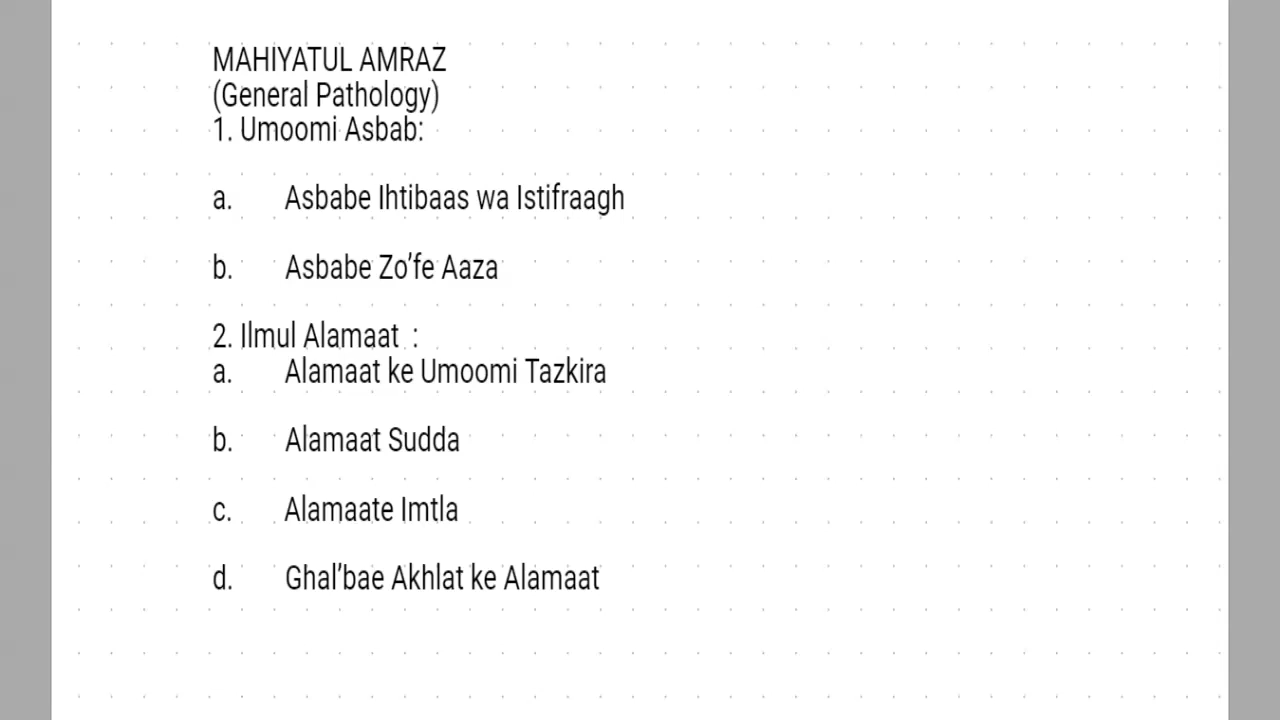 MAHIYATUL AMRAZ
(General Pathology)
1. Umoomi Asbab:
a. Asbabe Ihtibaas wa Istifraagh
b. Asbabe Zo’fe Aaza
2. Ilmul Alamaat :
a. Alamaat ke Umoomi Tazkira
b. Alamaat Sudda
c. Alamaate Imtla
d. Ghal’bae Akhlat ke Alamaat